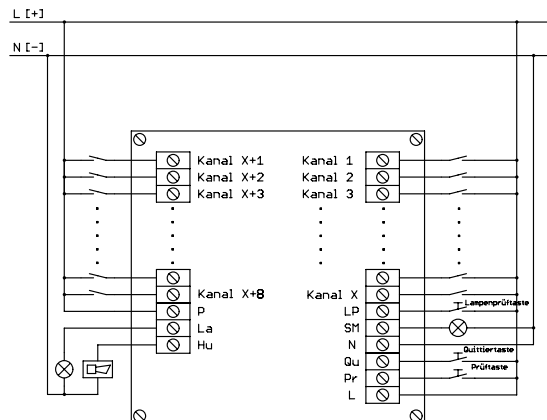 L [+]
N [-]
Kanal X+1
Kanal 1
Kanal X+2
Kanal 2
Kanal X+3
Kanal 3
Kanal X+8
Kanal X
P
LP
Lampenprüftaste
La
SM
Hu
N
Quittiertaste
Qu
Prüftaste
Pr
L